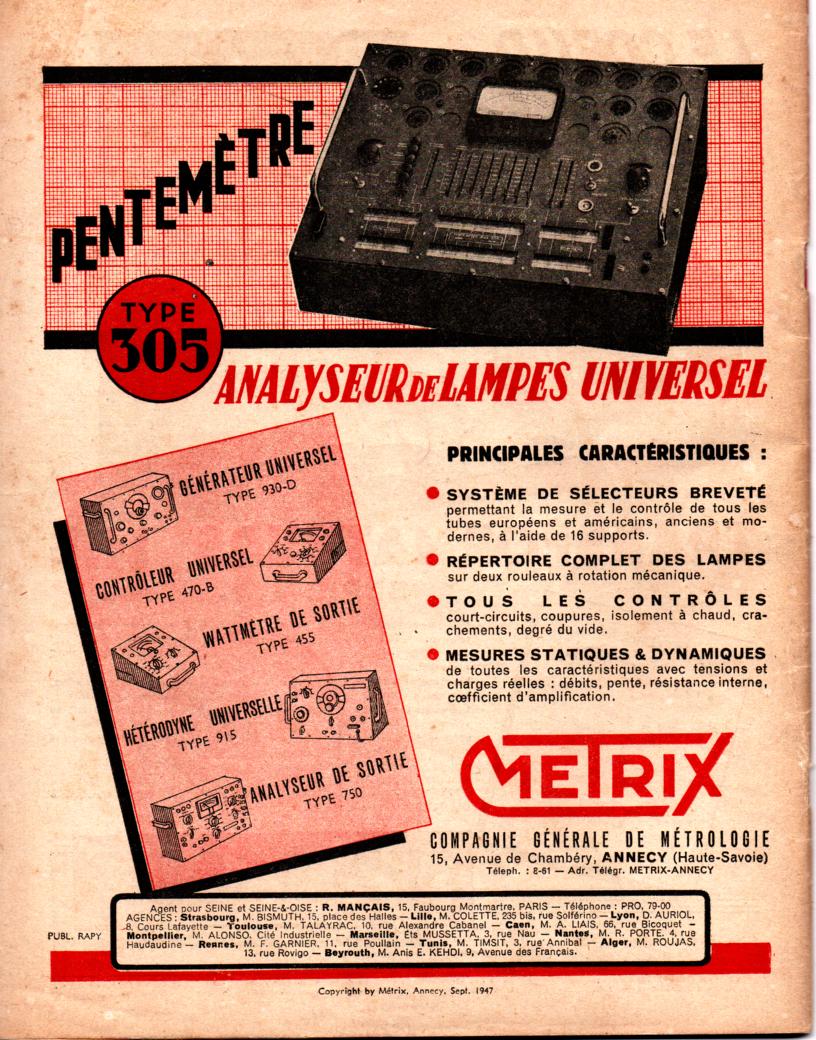 PENTEMÈTRE
TYPE
305
ANALYSEUR DE LAMPES UNIVERSEL
GÉNÉRATEUR UNIVERSEL
TYPE 930-D
CONTRÔLEUR UNIVERSEL
TYPE 470-B
WATTMÈTRE DE SORTIE
TYPE 455
HÉTÉRODYNE UNIVERSELLE
TYPE 915
ANALYSEUR DE SORTIE
TYPE 750
PRINCIPALES CARACTÉRISTIQUES :
SYSTÈME DE SÉLECTEURS BREVETÉ
permettant la mesure et le contrôle de tous les
tubes européens et américains, anciens et mo-
dernes, à l'aide de 16 supports.
RÉPERTOIRE COMPLET DES LAMPES
sur deux rouleaux à rotation mécanique.
TOUS LES CONTRÔLES
court-circuits, coupures, isolement à chaud, cra-
chements, degré du vide.
MESURES STATIQUES & DYNAMIQUES
de toutes les caractéristiques avec tensions et
charges réelles : débits, pente, résistance interne,
cœfficient d'amplification.
METRIX
COMPAGNIE GÉNÉRALE DE MÉTROLOGIE
15, Avenue de Chambéry, ANNECY (Haute-Savoie)
Téleph. : 8-61 — Adr. Télégr. METRIX-ANNECY
Agent pour SEINE et SEINE-&-OISE : R. MANÇAIS, 15, Faubourg Montmartre, PARIS — Téléphone : PRO. 79-00
AGENCES : Strasbourg, M. BISMUTH, 15, place des Halles — Lille, M. COLETTE, 235 bis, rue Solférino — Lyon, D. AURIOL,
8, Cours Lafayette — Toulouse, M. TALAYRAC, 10, rue Alexandre Cabanel — Caen, M. A. LIAIS, 66, rue Bicoquet —
Montpellier, M. ALONSO, Cité Industrielle — Marseille, Éts MUSSETTA, 3, rue Nau — Nantes, M. R. PORTE, 4, rue
Haudaudine — Rennes, M. F. GARNIER, 11, rue Poullain — Tunis, M. TIMSIT, 3, rue Annibal — Alger, M. ROUJAS,
13, rue Rovigo — Beyrouth, M. Anis E. KEHDI, 9, Avenue des Français.
PUBL. RAPY
Copyright by Métrix, Annecy, Sept. 1947